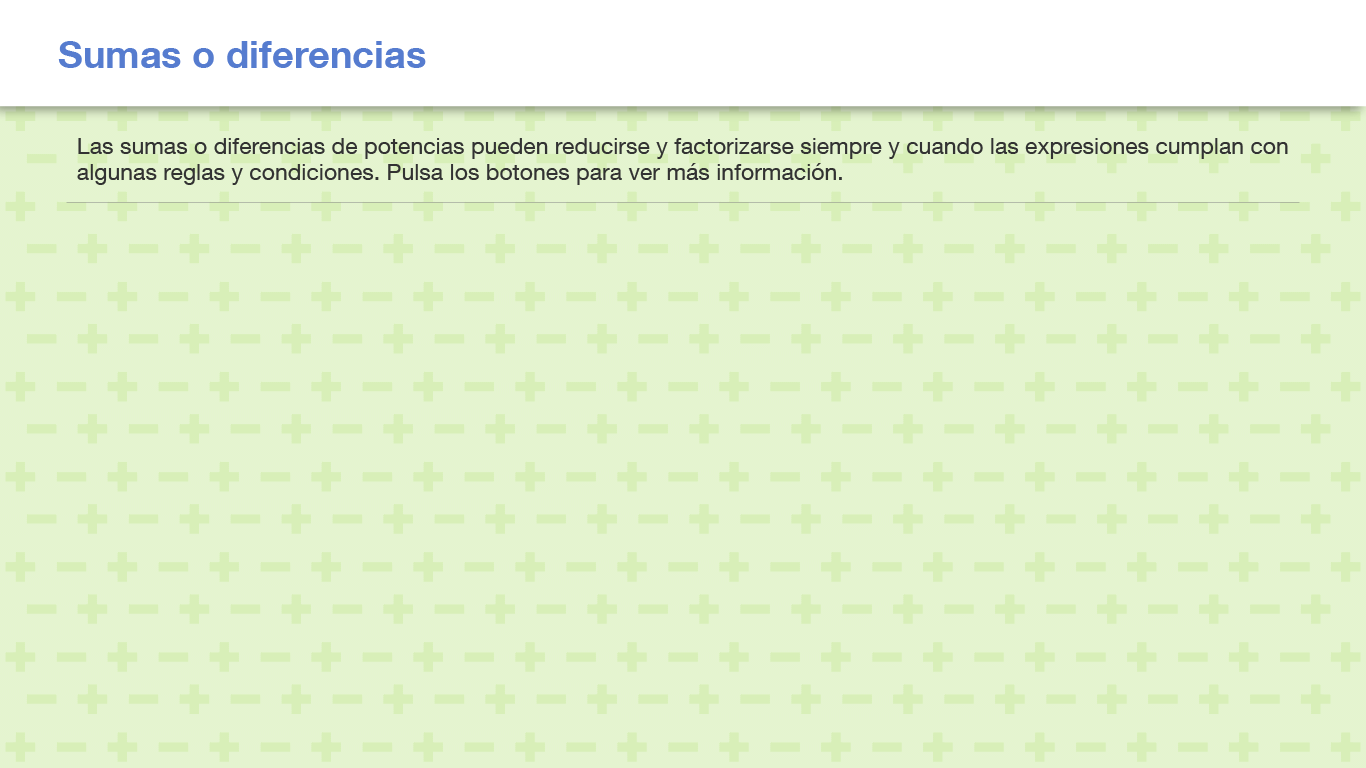 Sumas o diferencias
Las sumas o diferencias de potencias pueden reducirse y factorizarse siempre y cuando las expresiones cumplan con
algunas reglas y condiciones. Pulsa los botones para ver más información.